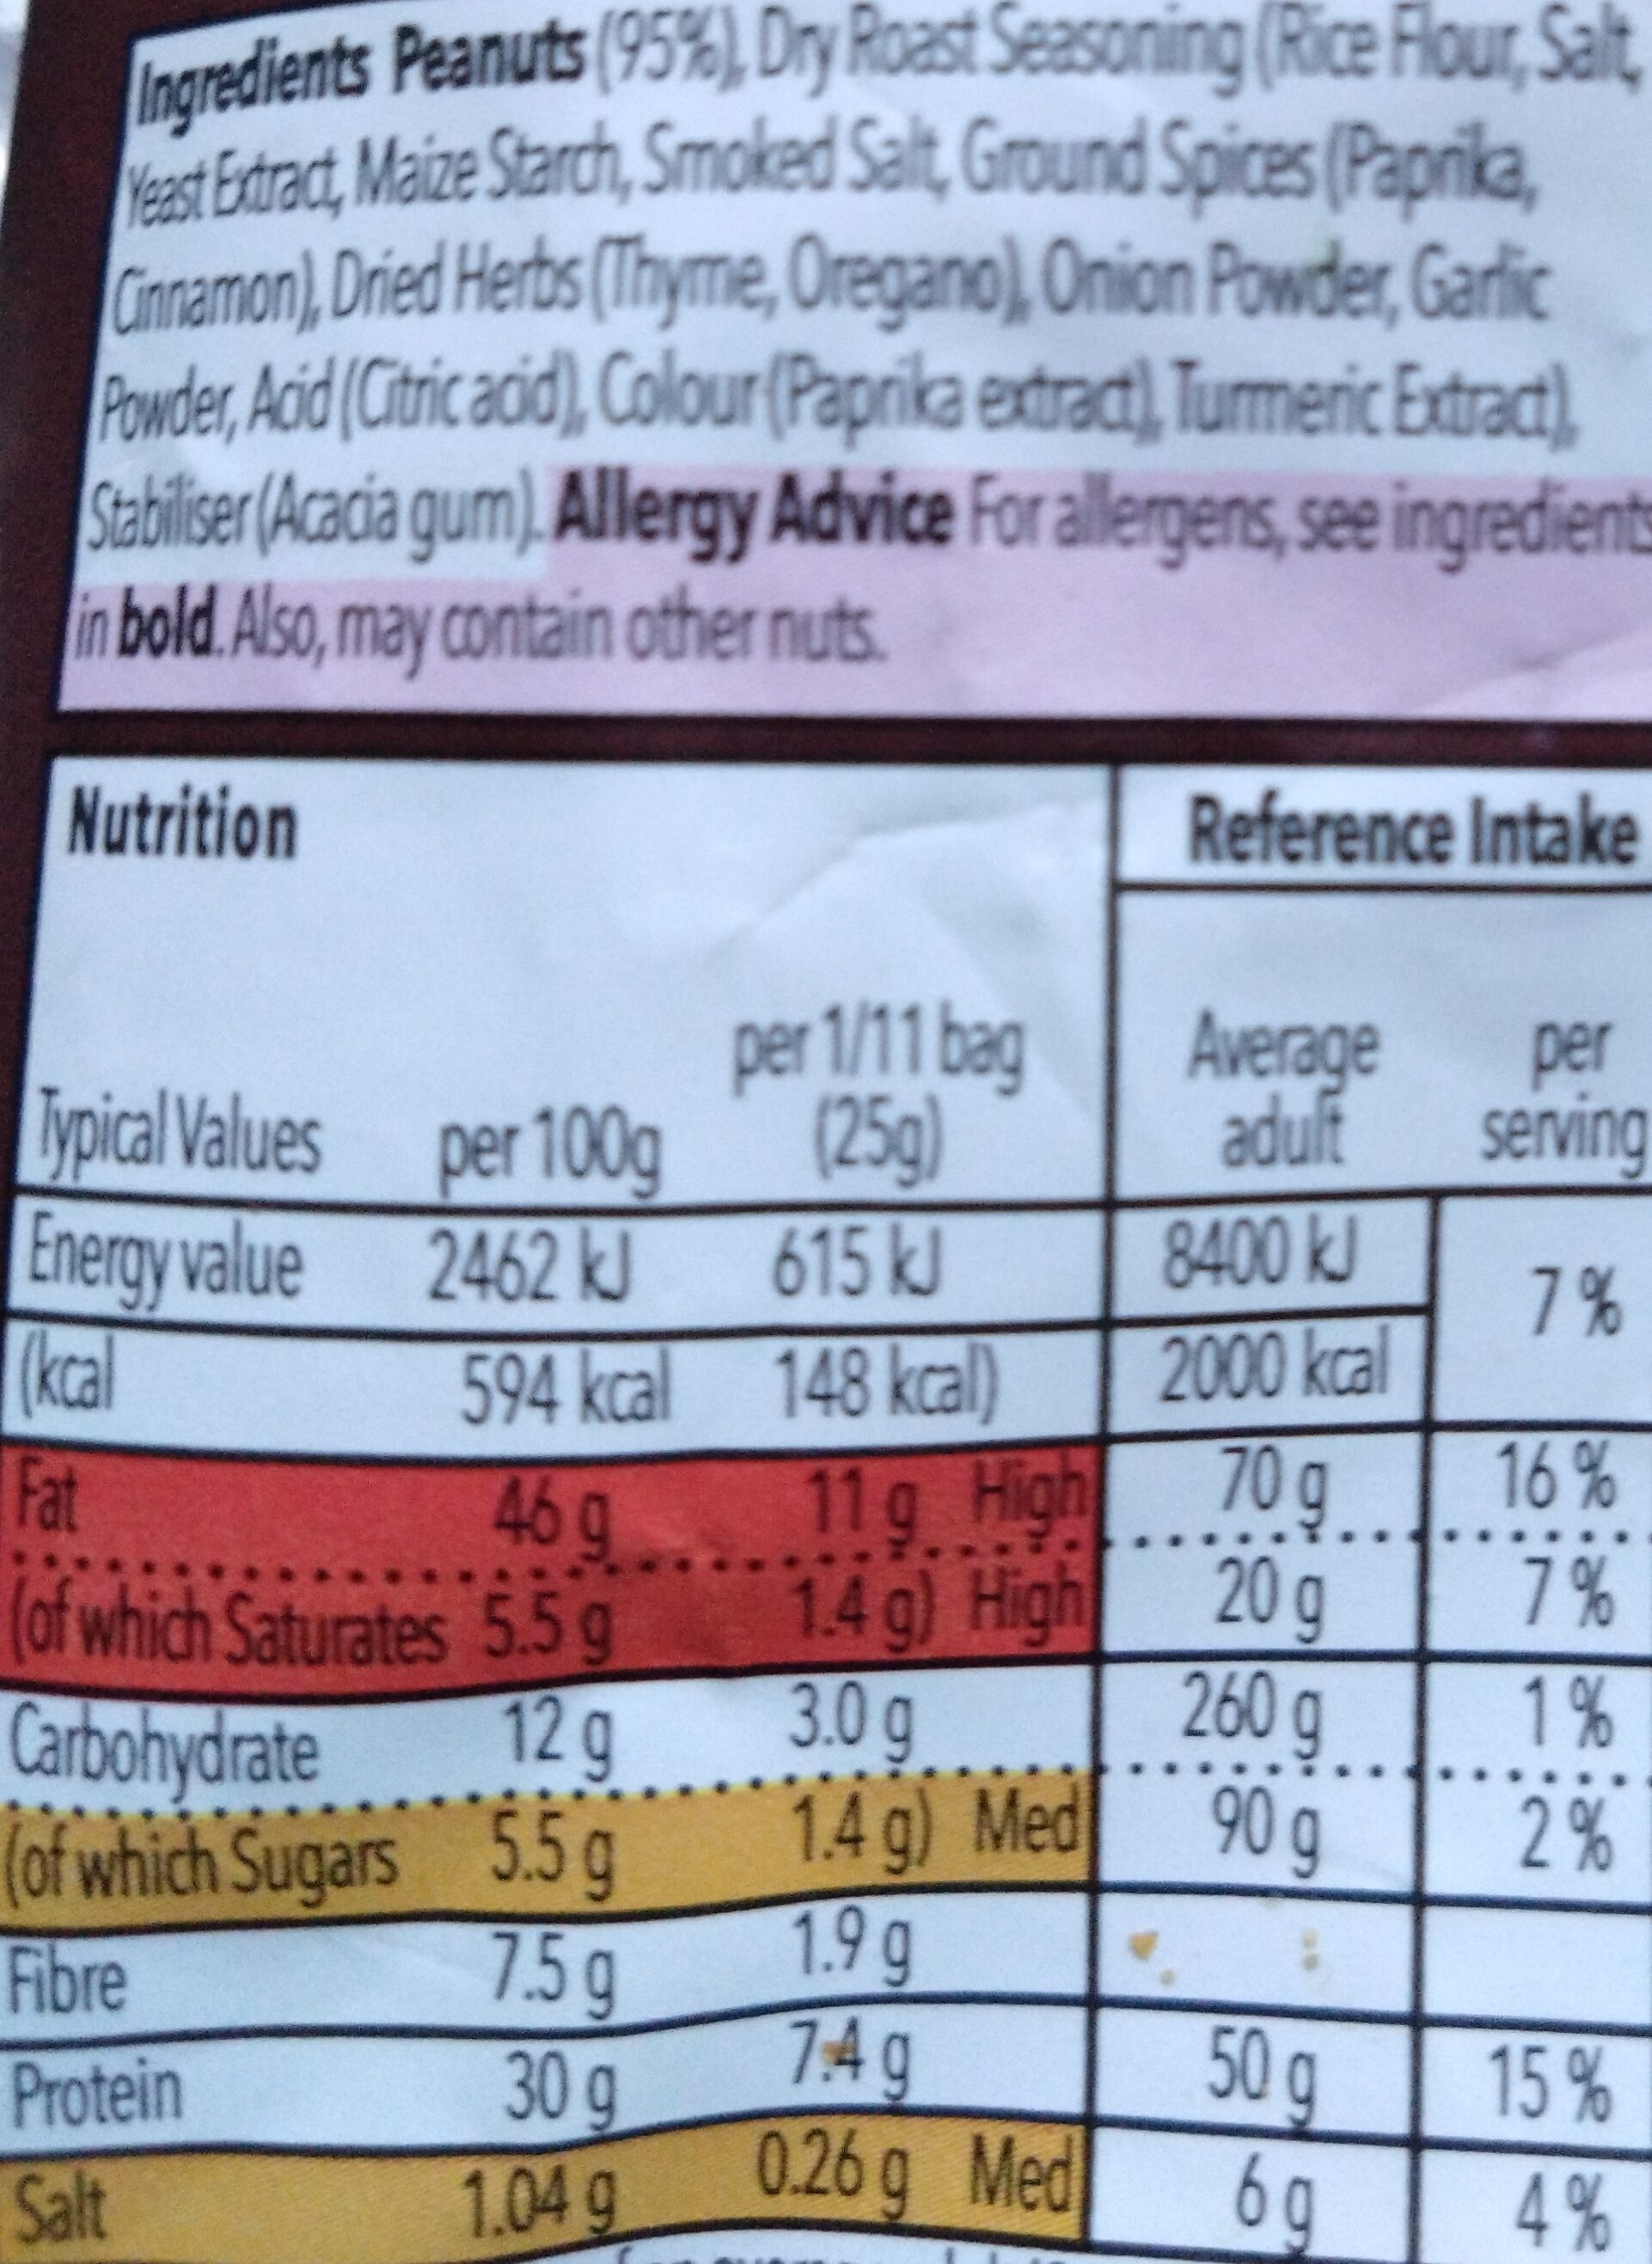 Ingredients Peanuts (95%), Dry Roast Seasoning (Rice Flour, Salt,
Yeast Extract, Maize Starch, Smoked Salt, Ground Spices (Paprika,
Cinnamon), Dried Herbs (Thyme, Oregano), Onion Powder, Garlic
Powder, Acid (Citric acid), Colour (Paprika extract), Turmeric Extract),
Stabiliser (Acacia gum). Allergy Advice For allergens, see ingredients
in bold. Also, may contain other nuts.
Nutrition Reference Intake
Typical Values per 100g per 1/11 bag (25g) Average adult per serving
Energy value 2462 kJ 615 kJ 8400 kJ 7 %
(kcal 594 kcal 148 kcal) 2000 kcal
Fat 46 g 11 g High 70 g 16 %
(of which Saturates 5.5 g 1.4 g) High 20 g 7 %
Carbohydrate 12 g 3.0 g 260 g 1 %
(of which Sugars 5.5 g 1.4 g) Med 90 g 2 %
Fibre 7.5 g 1.9 g
Protein 30 g 7.4 g 50 g 15 %
Salt 1.04 g 0.26 g Med 6 g 4 %